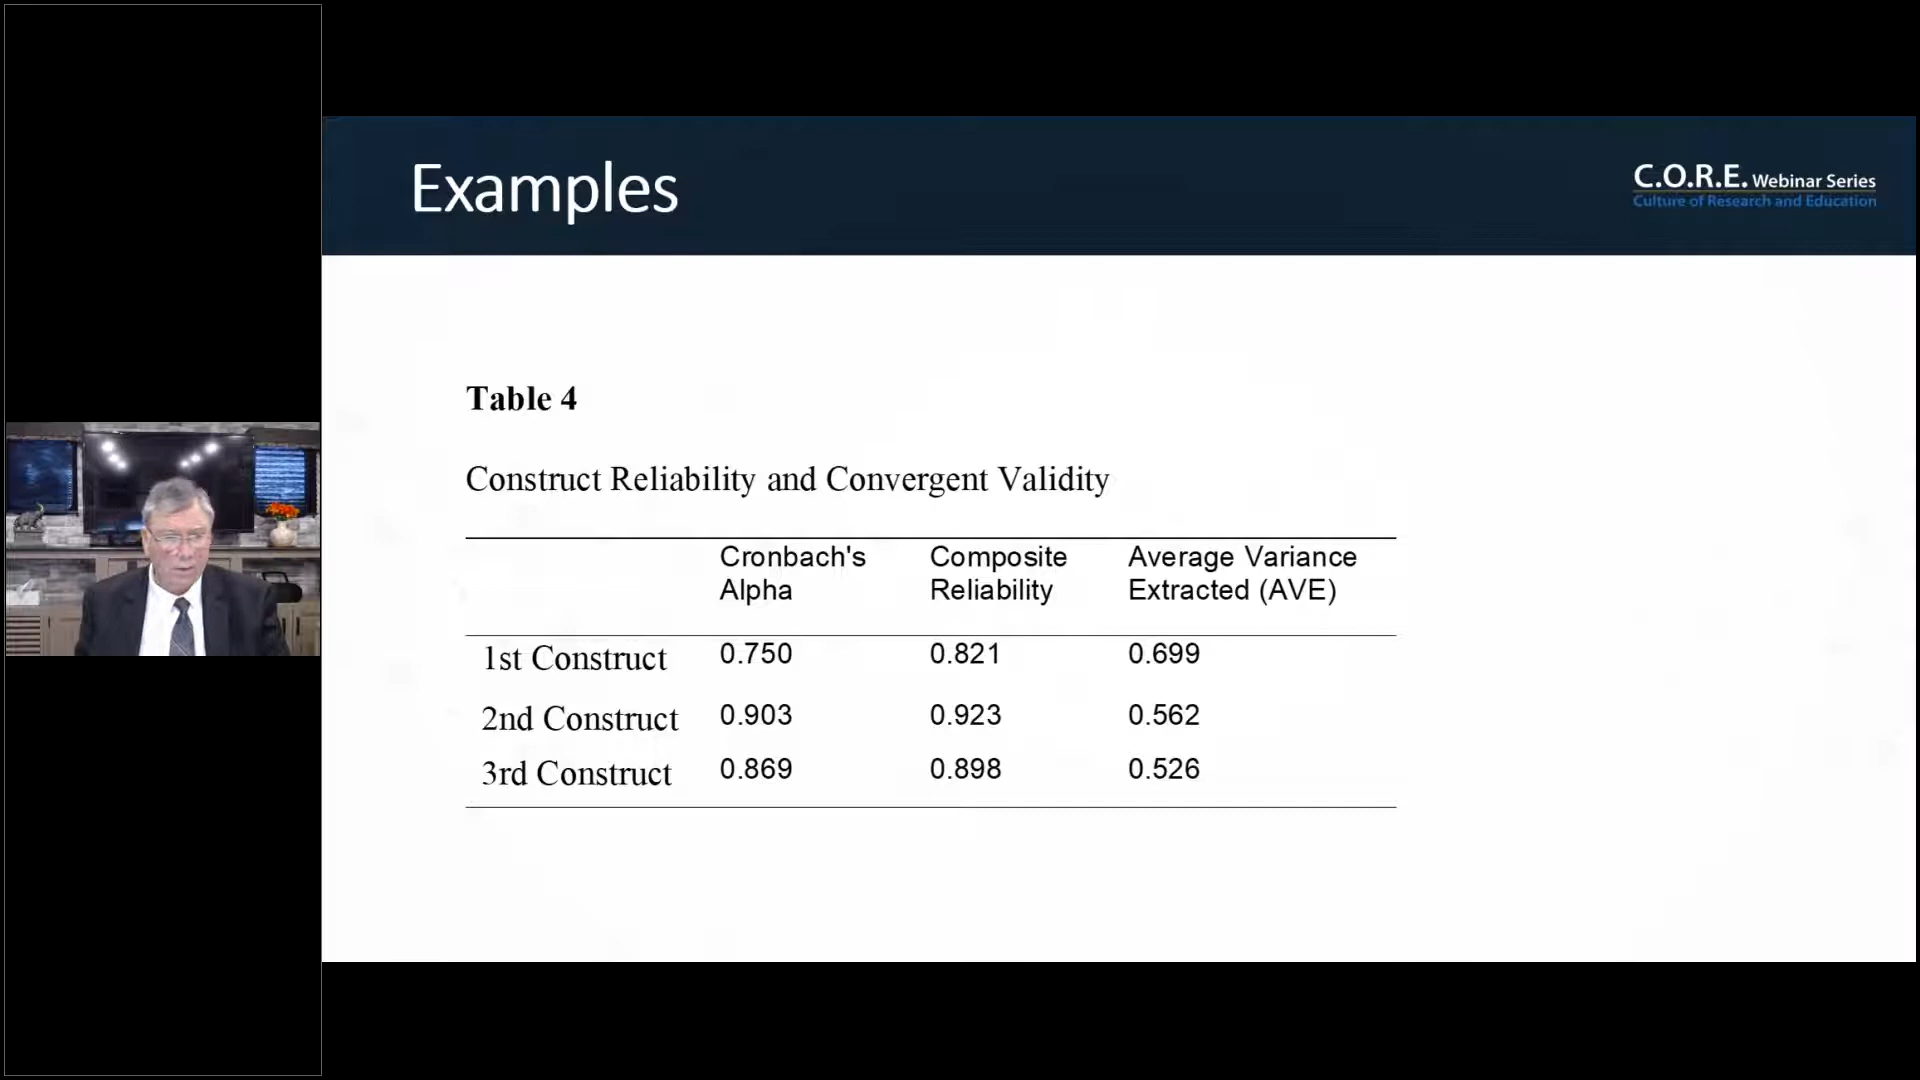 Examples
C.O.R.E. Webinar Series
Culture of Research and Education
Table 4
Construct Reliability and Convergent Validity
Cronbach's Composite Average Variance
Alpha Reliability Extracted (AVE)
1st Construct 0.750 0.821 0.699
2nd Construct 0.903 0.923 0.562
3rd Construct 0.869 0.898 0.526